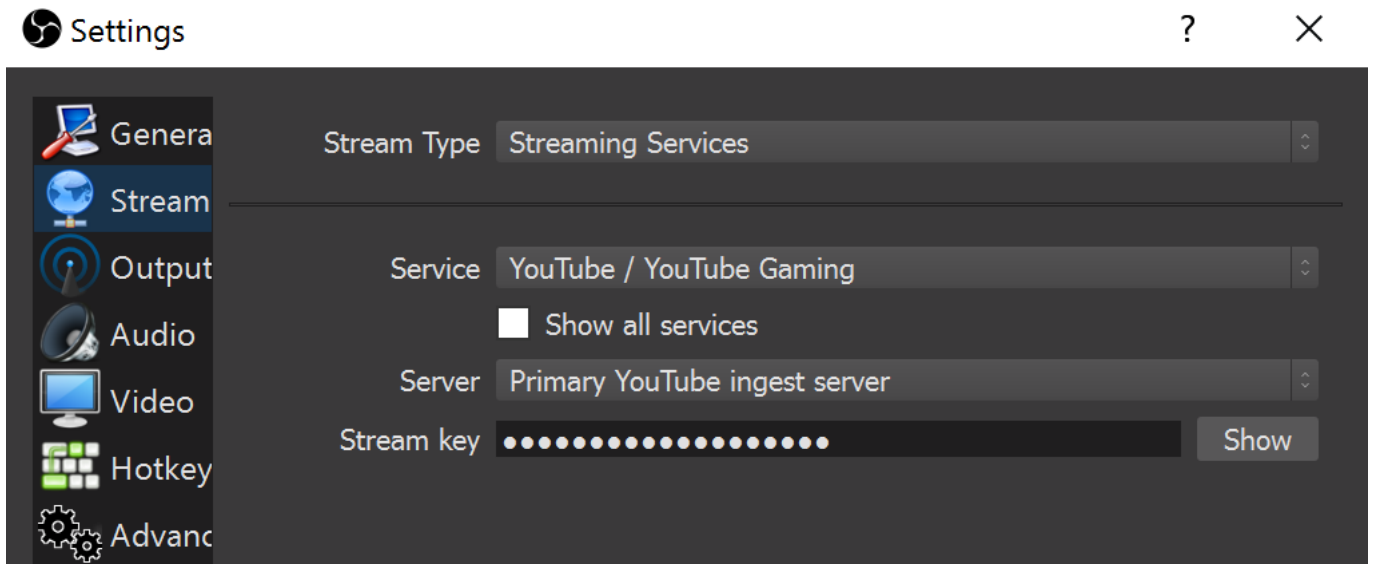 Settings
?
Genera
Stream Type Streaming Services
Stream
Output
Service YouTube / YouTube Gaming
Show all services
Audio
Server Primary YouTube ingest server
Video
Stream key ●●●●●●●●●●●●●●●●●●● Show
Hotkey
Advanc